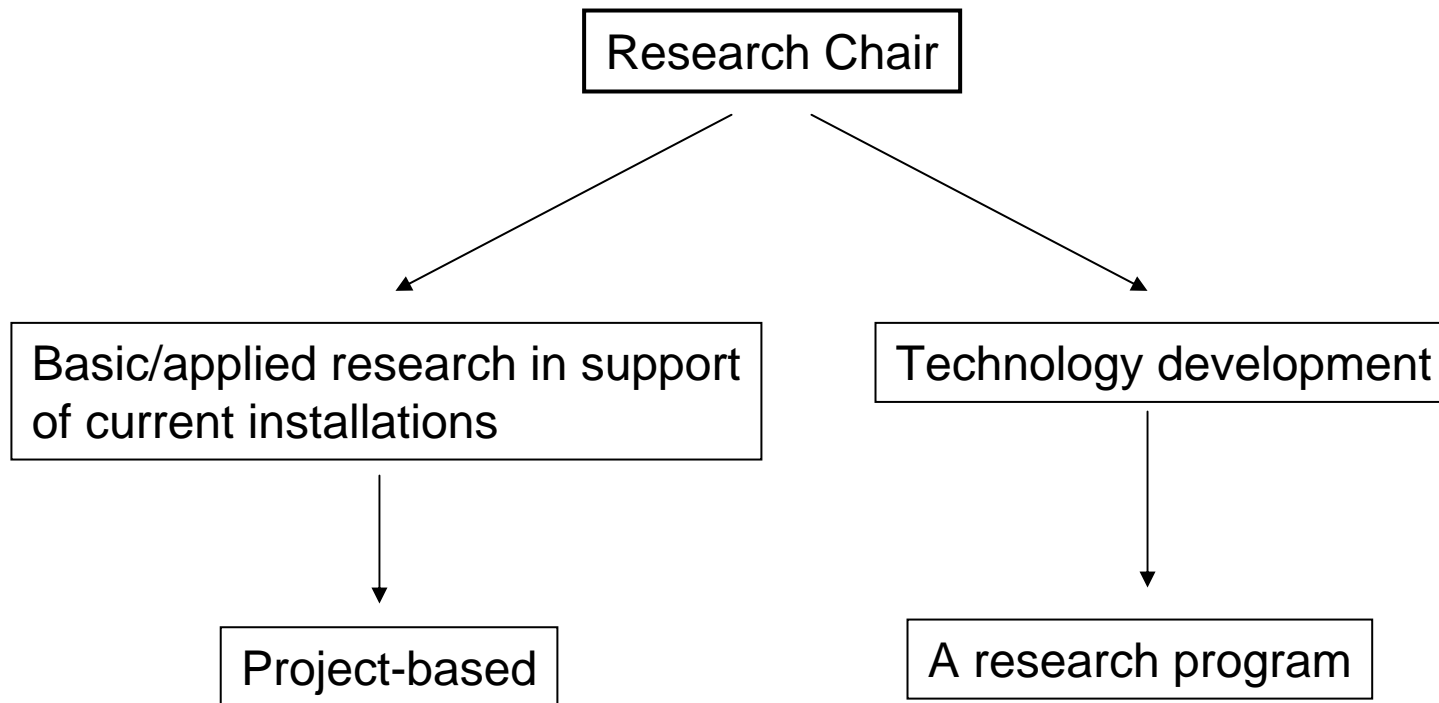 Research Chair
Basic/applied research in support
of current installations
Technology development
Project-based
A research program